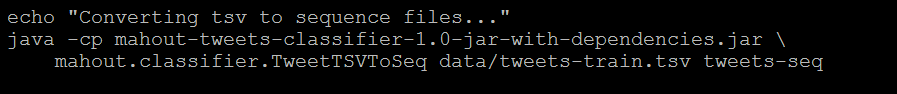 echo "Converting tsv to sequence files..."
java -cp mahout-tweets-classifier-1.0-jar-with-dependencies.jar \
    mahout.classifier.TweetTSVToSeq data/tweets-train.tsv tweets-seq